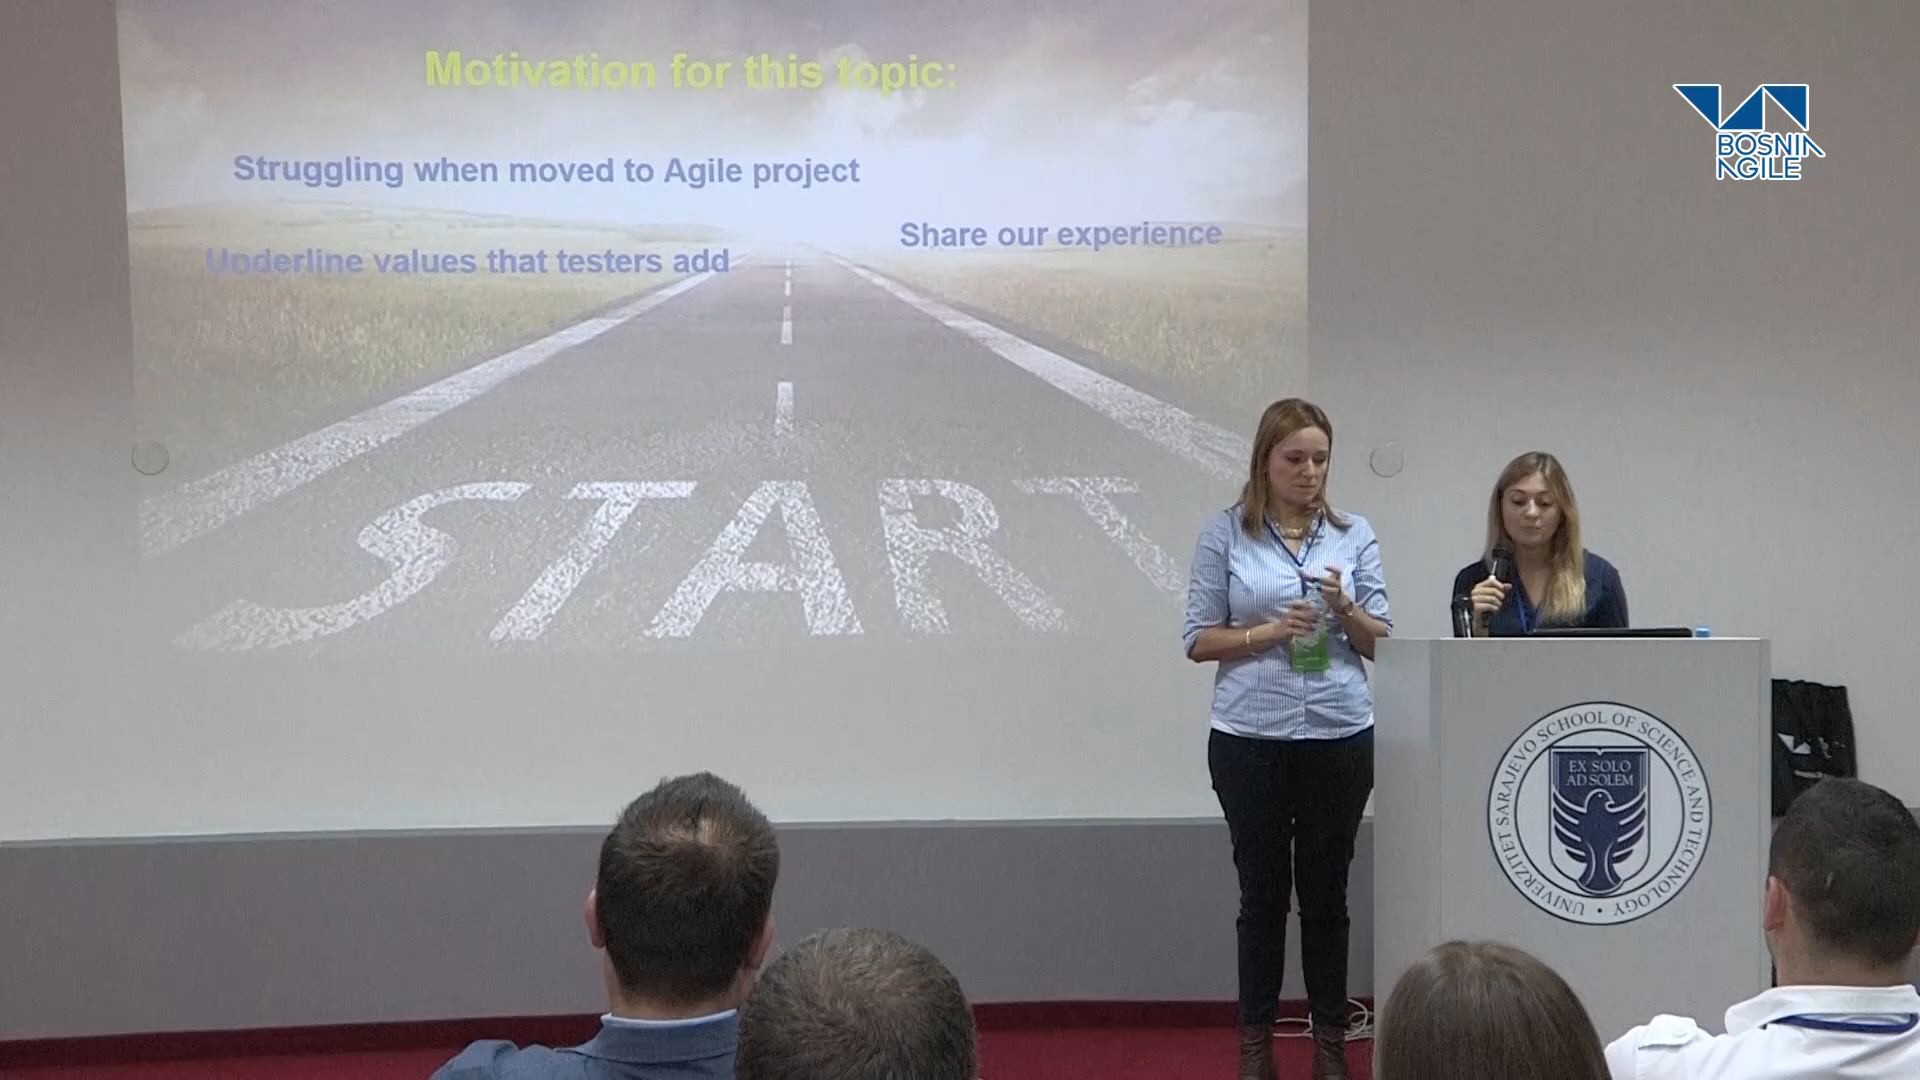 Motivation for this topic:
Struggling when moved to Agile project
Share our experience
Underline values that testers add
START
BOSNIA
AGILE
UNIVERZITET SARAJEVO SCHOOL OF SCIENCE AND TECHNOLOGY •
EX SOLO
AD SOLEM